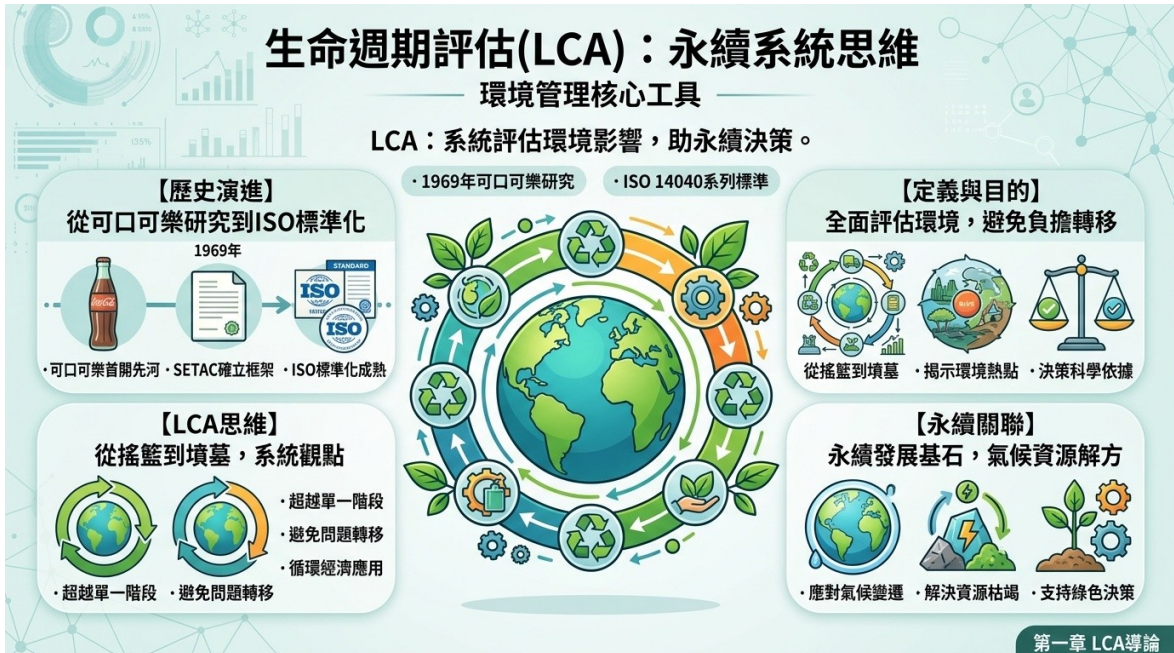 生命週期評估(LCA)：永續系統思維
環境管理核心工具
LCA：系統評估環境影響，助永續決策。
·1969年可口可樂研究
·ISO 14040系列標準
【歷史演進】
從可口可樂研究到ISO標準化
1969年
STANDARD
ISO
ISO
·可口可樂首開先河
·SETAC確立框架
·ISO標準化成熟
【定義與目的】
全面評估環境，避免負擔轉移
從搖籃到墳墓
·揭示環境熱點
·決策科學依據
【LCA思維】
從搖籃到墳墓，系統觀點
·超越單一階段
·避免問題轉移
·循環經濟應用
·超越單一階段
·避免問題轉移
【永續關聯】
永續發展基石，氣候資源解方
·應對氣候變遷
·解決資源枯竭
·支持綠色決策
第一章 LCA導論